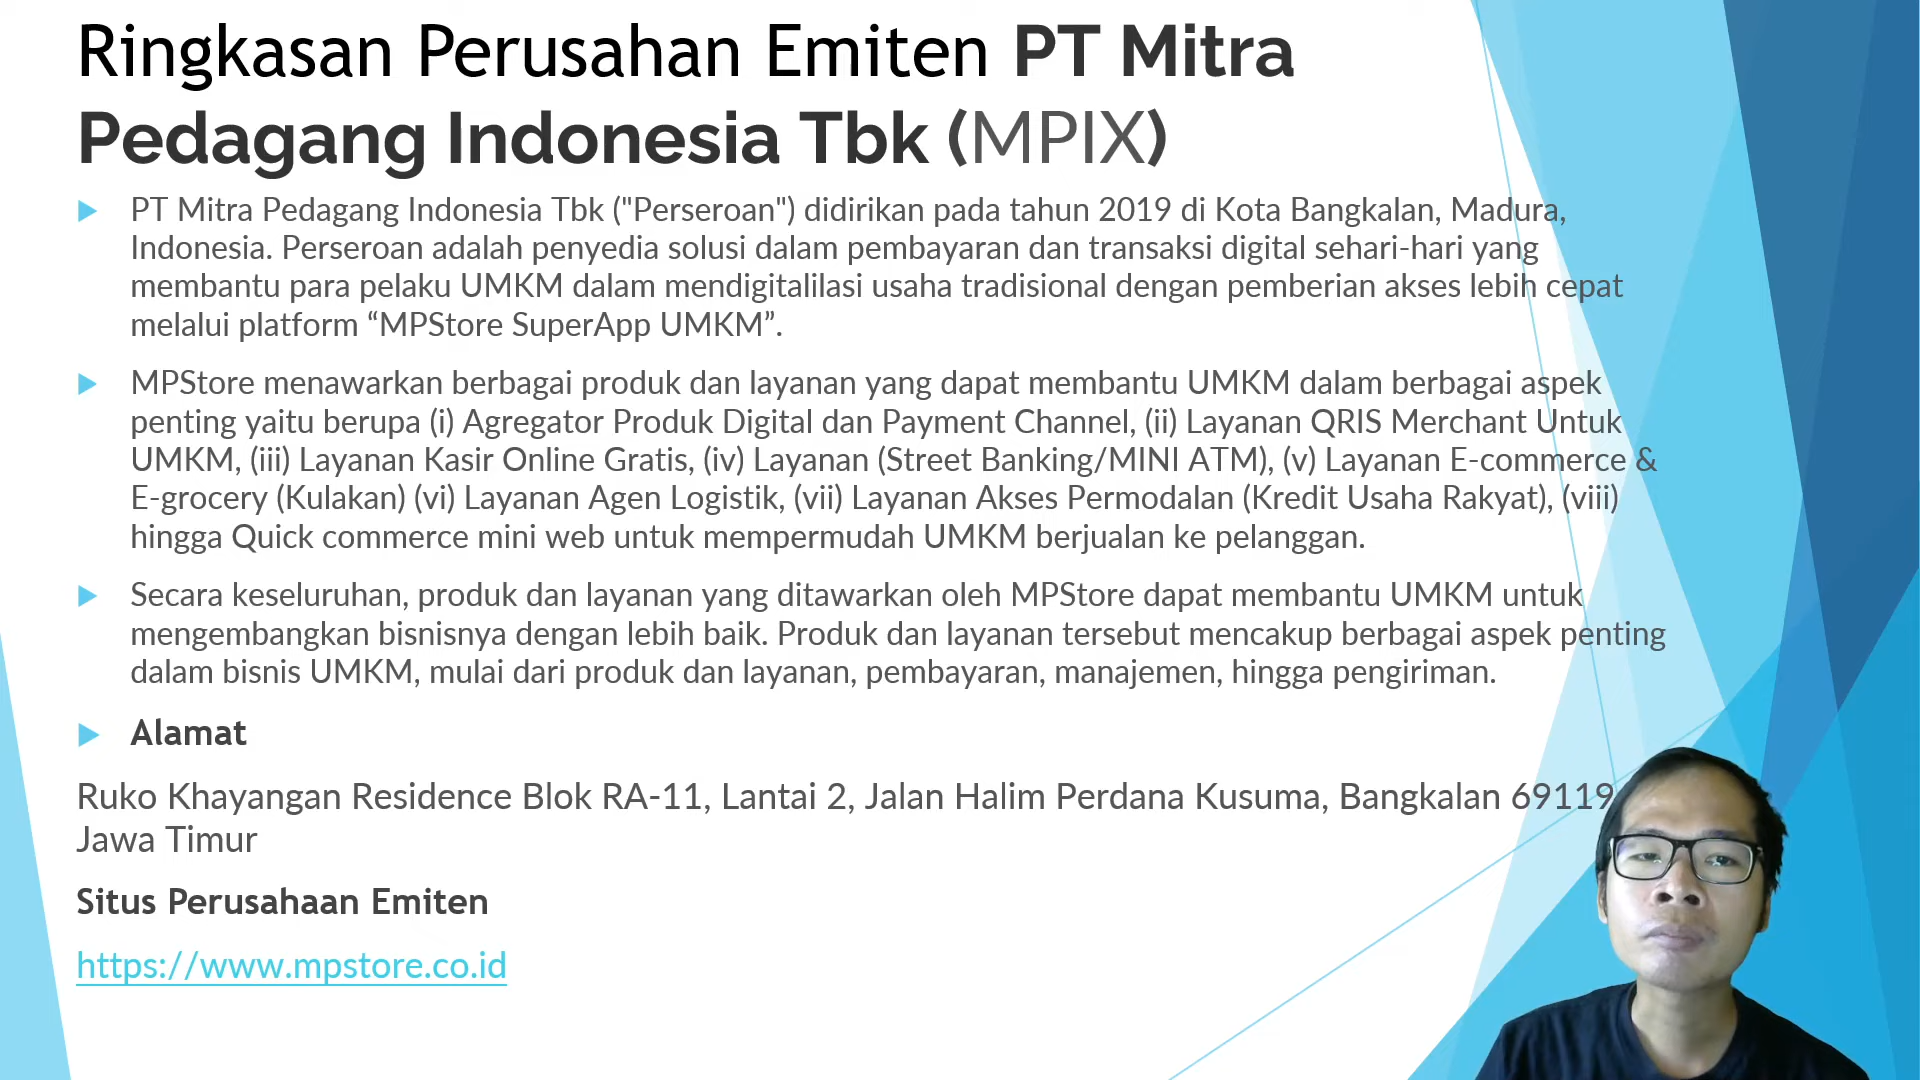 Ringkasan Perusahan Emiten PT Mitra
Pedagang Indonesia Tbk (MPIX)
PT Mitra Pedagang Indonesia Tbk ("Perseroan") didirikan pada tahun 2019 di Kota Bangkalan, Madura,
Indonesia. Perseroan adalah penyedia solusi dalam pembayaran dan transaksi digital sehari-hari yang
membantu para pelaku UMKM dalam mendigitalilasi usaha tradisional dengan pemberian akses lebih cepat
melalui platform “MPStore SuperApp UMKM”.
MPStore menawarkan berbagai produk dan layanan yang dapat membantu UMKM dalam berbagai aspek
penting yaitu berupa (i) Agregator Produk Digital dan Payment Channel, (ii) Layanan QRIS Merchant Untuk
UMKM, (iii) Layanan Kasir Online Gratis, (iv) Layanan (Street Banking/MINI ATM), (v) Layanan E-commerce &
E-grocery (Kulakan) (vi) Layanan Agen Logistik, (vii) Layanan Akses Permodalan (Kredit Usaha Rakyat), (viii)
hingga Quick commerce mini web untuk mempermudah UMKM berjualan ke pelanggan.
Secara keseluruhan, produk dan layanan yang ditawarkan oleh MPStore dapat membantu UMKM untuk
mengembangkan bisnisnya dengan lebih baik. Produk dan layanan tersebut mencakup berbagai aspek penting
dalam bisnis UMKM, mulai dari produk dan layanan, pembayaran, manajemen, hingga pengiriman.
Alamat
Ruko Khayangan Residence Blok RA-11, Lantai 2, Jalan Halim Perdana Kusuma, Bangkalan 69119
Jawa Timur
Situs Perusahaan Emiten
https://www.mpstore.co.id